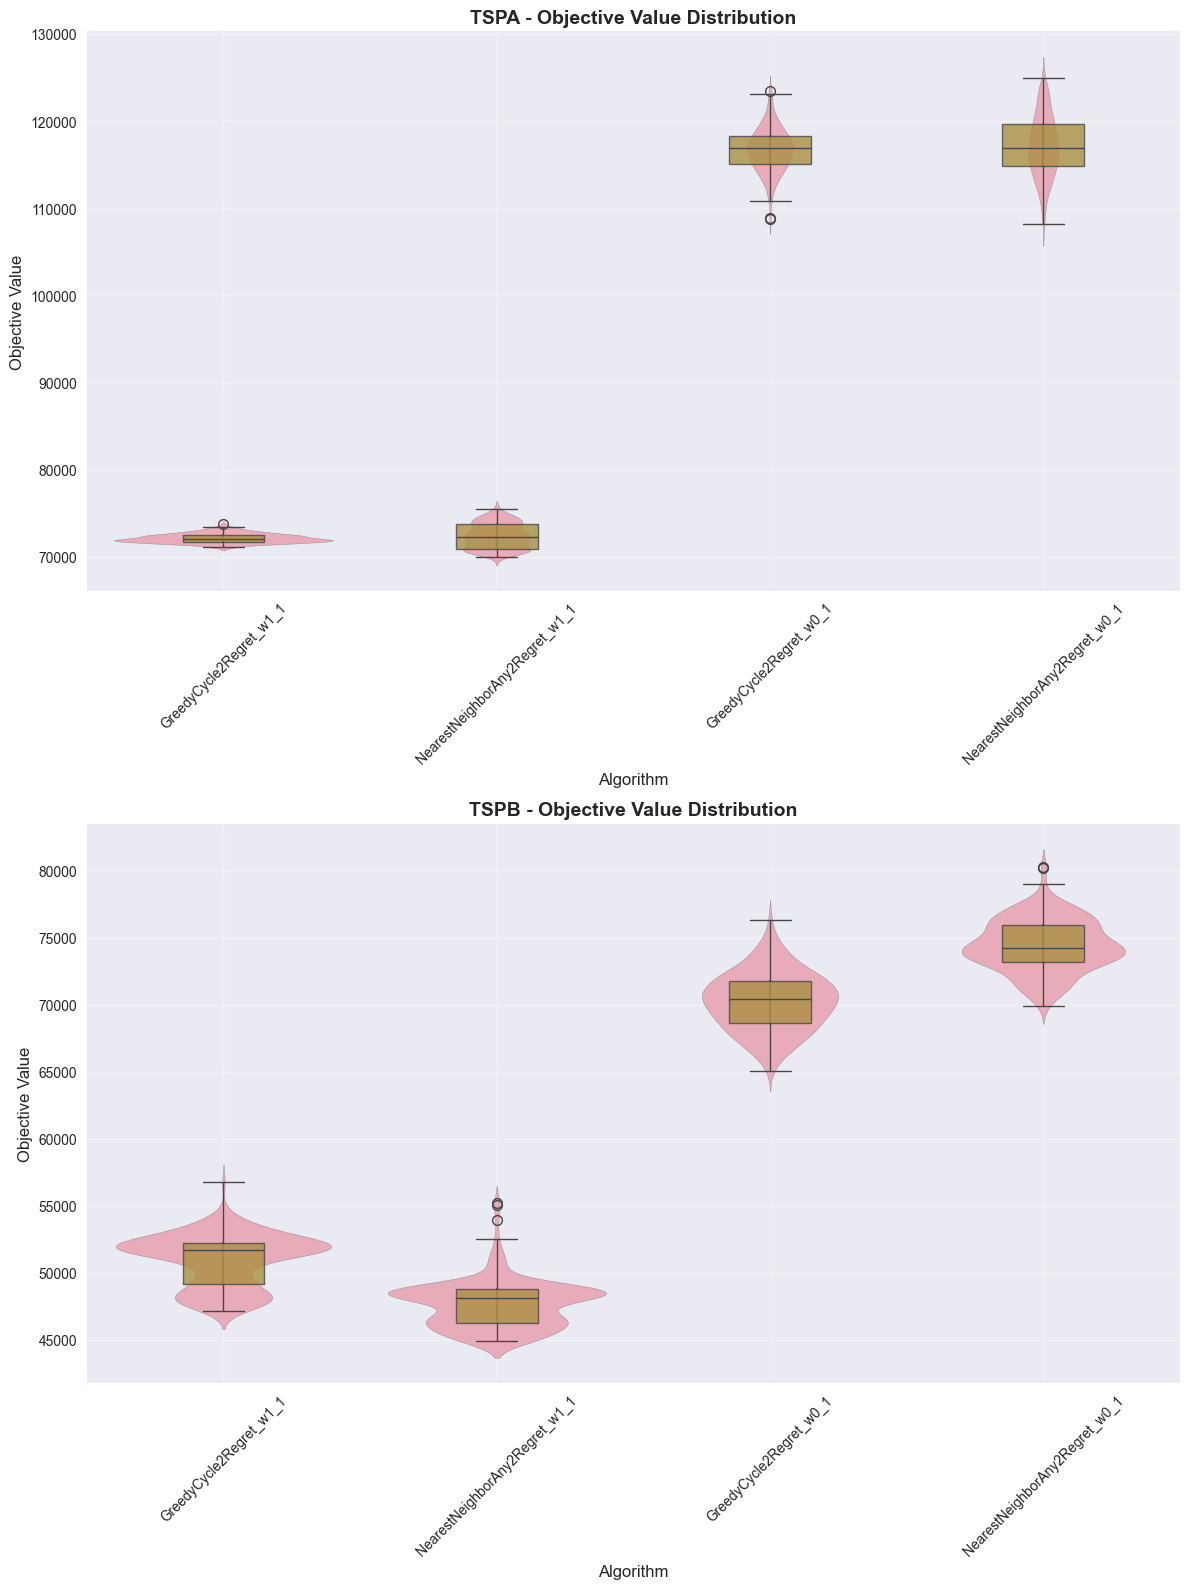 TSPA - Objective Value Distribution
130000
120000
110000
100000
90000
80000
70000
Objective Value
GreedyCycle2Regret_w1_1
NearestNeighborAny2Regret_w1_1
GreedyCycle2Regret_w0_1
NearestNeighborAny2Regret_w0_1
Algorithm
TSPB - Objective Value Distribution
80000
75000
70000
65000
60000
55000
50000
45000
Objective Value
GreedyCycle2Regret_w1_1
NearestNeighborAny2Regret_w1_1
GreedyCycle2Regret_w0_1
NearestNeighborAny2Regret_w0_1
Algorithm